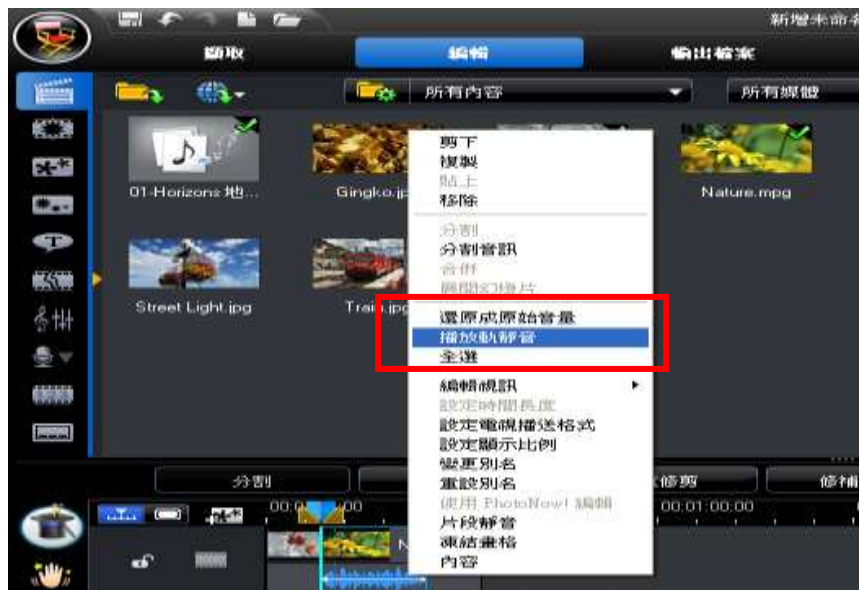 新增未命名
擷取
編輯
輸出檔案
所有內容
所有媒體
01-Horizons 地...
Gingko.jp
Nature.mpg
Street Light.jpg
Train.jpg
剪下
複製
貼上
移除
分割
分割音訊
合併
展開幻燈片
還原成原始音量
播放軌靜音
全選
編輯視訊
設定時間長度
設定電視播送格式
設定顯示比例
變更別名
重設別名
使用 PhotoNow! 編輯
片段靜音
凍結畫格
內容
分割
修剪
修補
00:01:00:00
N